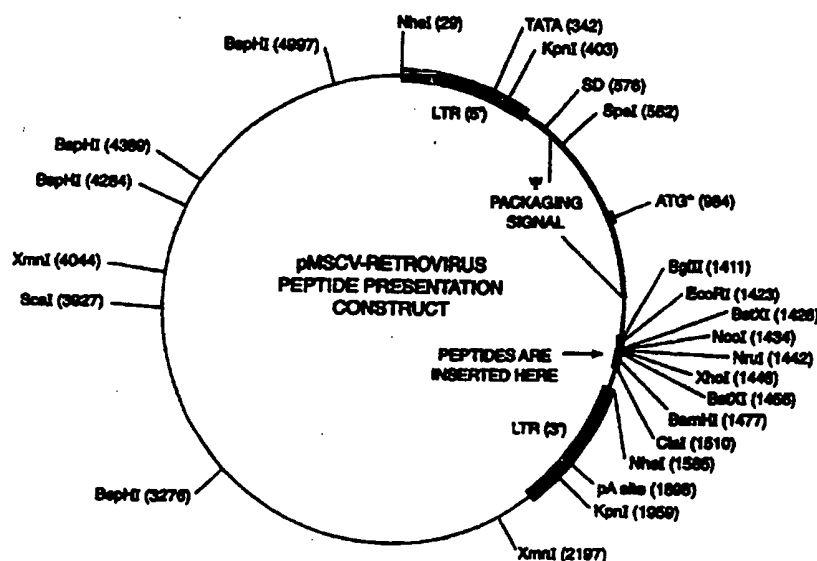 NheI (29)
TATA (342)
KpnI (403)
BspHI (4997)
SD (576)
LTR (5')
SpeI (552)
BspHI (4389)
BspHI (4284)
Ψ
PACKAGING
SIGNAL
ATG* (984)
XmnI (4044)
pMSCV-RETROVIRUS
PEPTIDE PRESENTATION
CONSTRUCT
BglII (1411)
EcoRI (1423)
ScaI (3927)
BstXI (1426)
NcoI (1434)
PEPTIDES ARE
INSERTED HERE
NruI (1442)
XhoI (1446)
BstXI (1455)
BamHI (1477)
LTR (3')
ClaI (1510)
NheI (1585)
pA site (1898)
BspHI (3276)
KpnI (1959)
XmnI (2197)